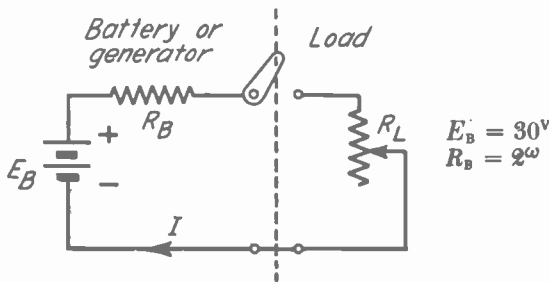 Battery or
generator
Load
R_B
+
E_B
−
I
R_L
E_B = 30^v
R_B = 2^ω